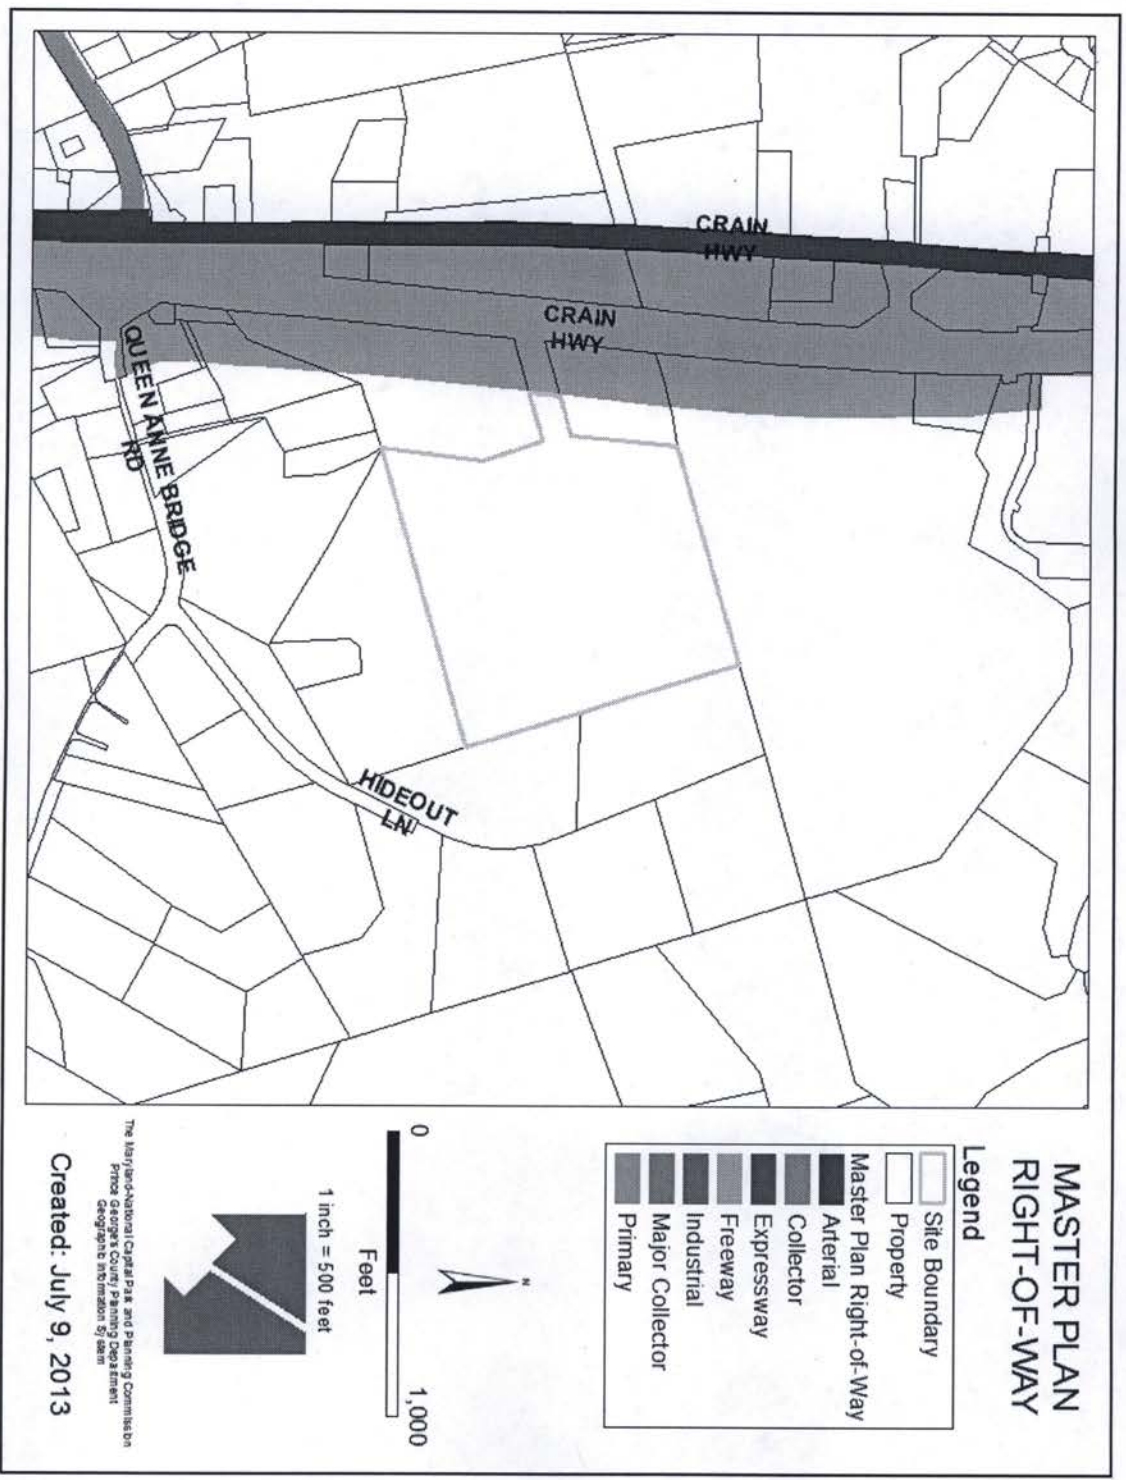 MASTER PLAN
RIGHT-OF-WAY
Legend
Site Boundary
Property
Master Plan Right-of-Way
Arterial
Collector
Expressway
Freeway
Industrial
Major Collector
Primary
N
0
1,000
Feet
1 inch = 500 feet
The Maryland-National Capital Park and Planning Commission
Prince George's County Planning Department
Geographic Information System
Created: July 9, 2013
CRAIN
HWY
CRAIN
HWY
QUEEN ANNE BRIDGE
RD
HIDEOUT
LN